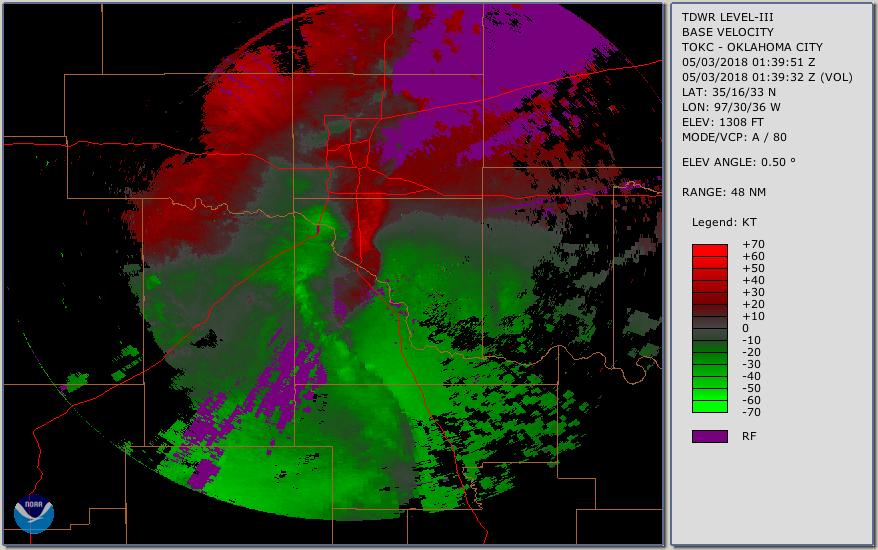 TDWR LEVEL-III
BASE VELOCITY
TOKC - OKLAHOMA CITY
05/03/2018 01:39:51 Z
05/03/2018 01:39:32 Z (VOL)
LAT: 35/16/33 N
LON: 97/30/36 W
ELEV: 1308 FT
MODE/VCP: A / 80
ELEV ANGLE: 0.50 °
RANGE: 48 NM
Legend: KT
+70
+60
+50
+40
+30
+20
+10
0
-10
-20
-30
-40
-50
-60
-70
RF
NOAA